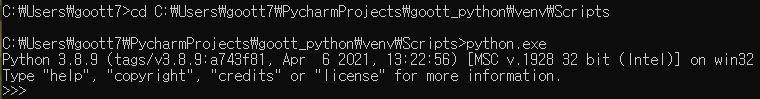 C:₩Users₩goott7>cd C:₩Users₩goott7₩PycharmProjects₩goott_python₩venv₩Scripts
C:₩Users₩goott7₩PycharmProjects₩goott_python₩venv₩Scripts>python.exe
Python 3.8.9 (tags/v3.8.9:a743f81, Apr  6 2021, 13:22:56) [MSC v.1928 32 bit (Intel)] on win32
Type "help", "copyright", "credits" or "license" for more information.
>>>